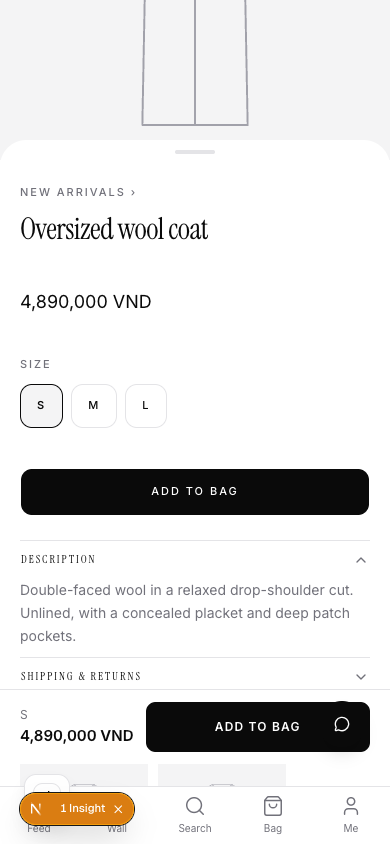 NEW ARRIVALS ›
Oversized wool coat
4,890,000 VND
SIZE
S M L
ADD TO BAG
DESCRIPTION
Double-faced wool in a relaxed drop-shoulder cut.
Unlined, with a concealed placket and deep patch
pockets.
SHIPPING & RETURNS
S
4,890,000 VND
ADD TO BAG
N 1 Insight
Feed Wall Search Bag Me